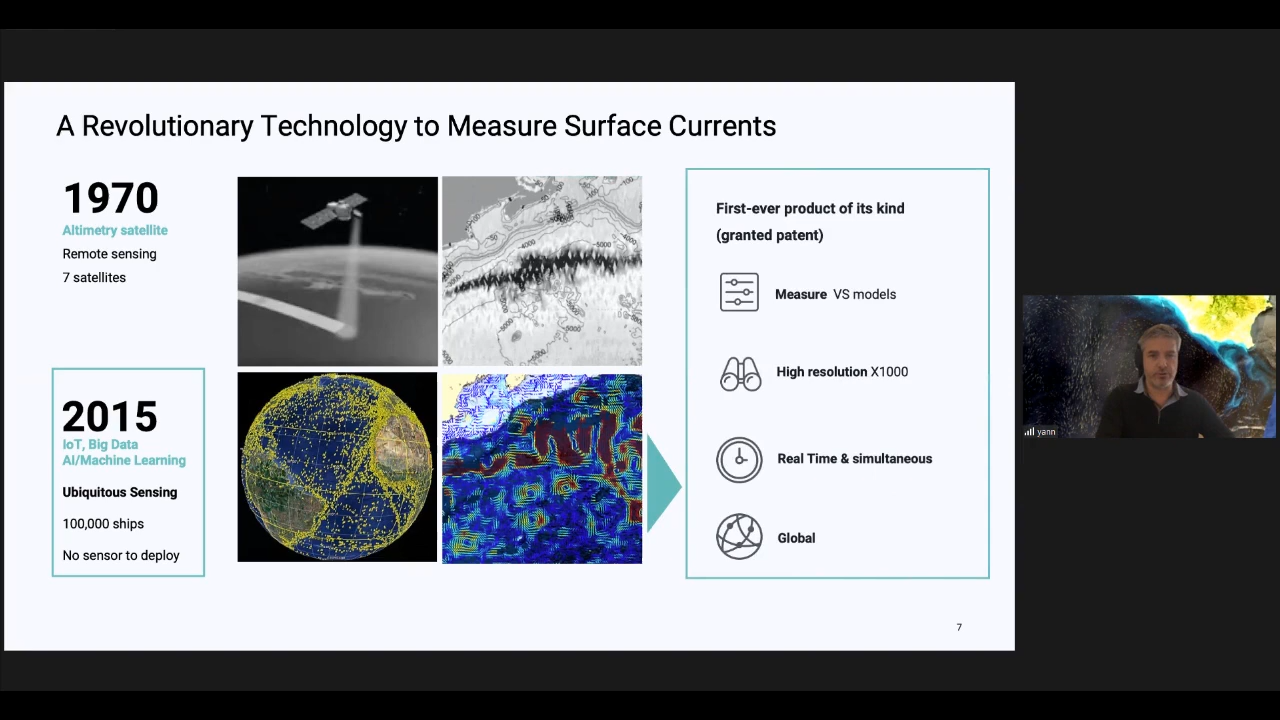 A Revolutionary Technology to Measure Surface Currents
1970
Altimetry satellite
Remote sensing
7 satellites
2015
IoT, Big Data
AI/Machine Learning
Ubiquitous Sensing
100,000 ships
No sensor to deploy
First-ever product of its kind
(granted patent)
Measure VS models
High resolution X1000
Real Time & simultaneous
Global
7
yann